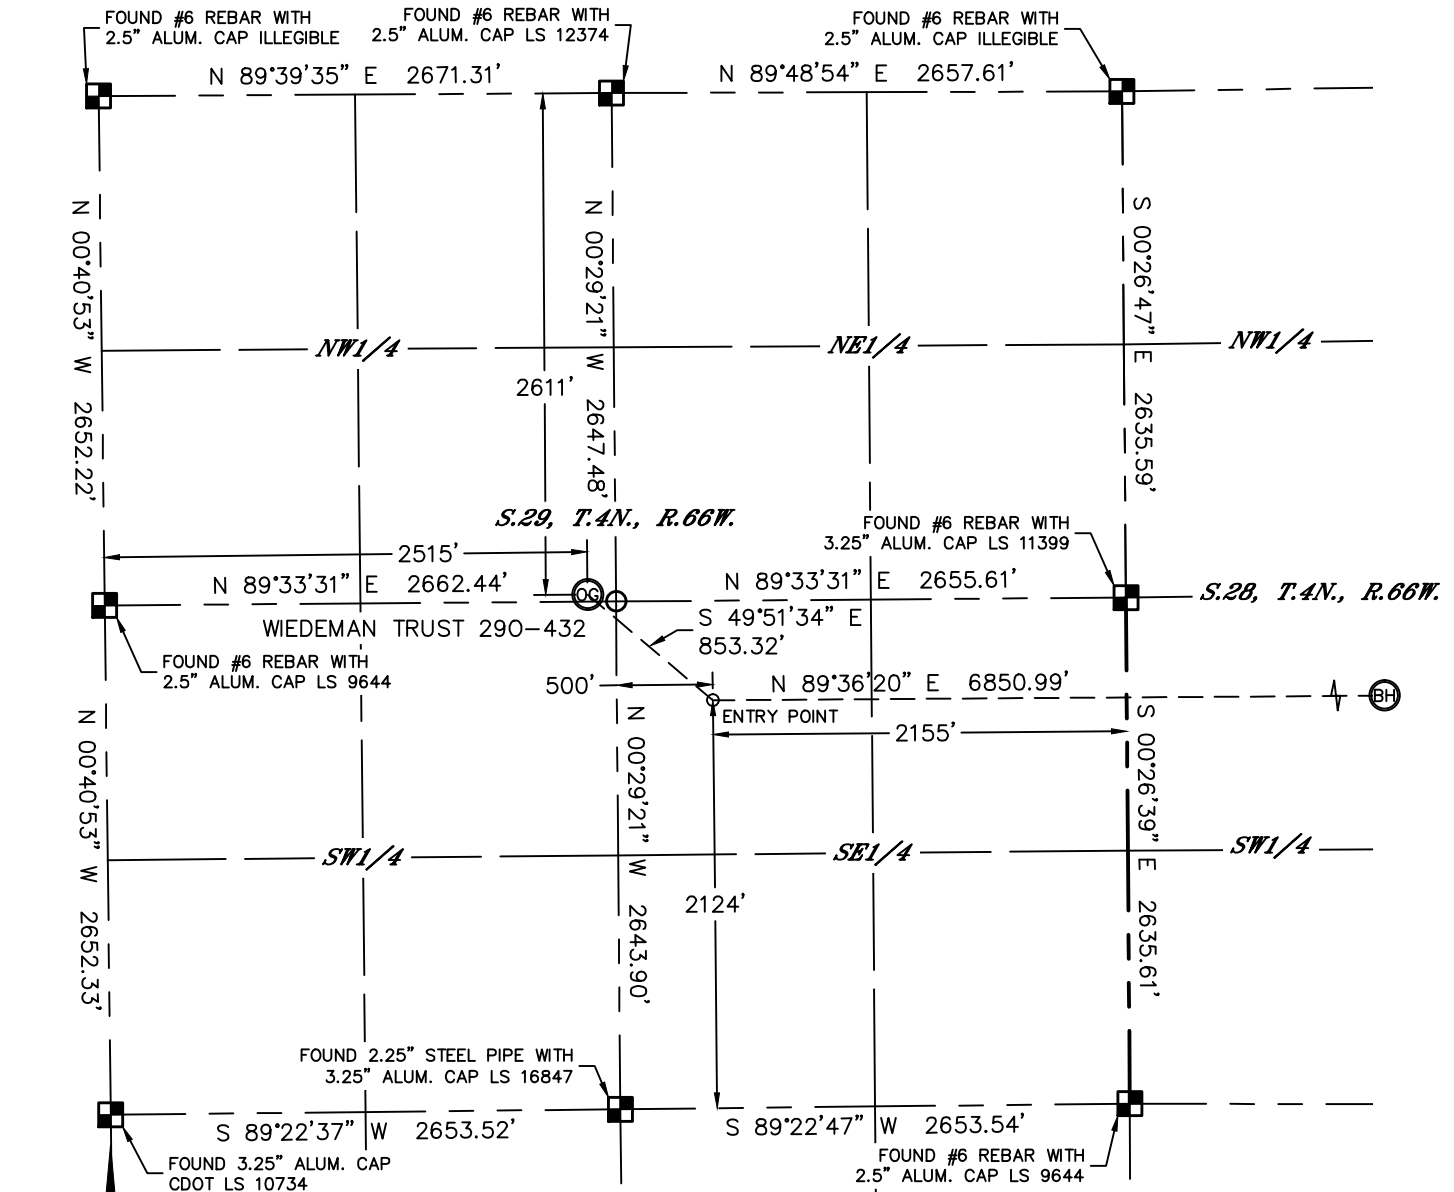 FOUND #6 REBAR WITH
2.5" ALUM. CAP ILLEGIBLE
FOUND #6 REBAR WITH
2.5" ALUM. CAP LS 12374
FOUND #6 REBAR WITH
2.5" ALUM. CAP ILLEGIBLE
N 89°39'35" E 2671.31'
N 89°48'54" E 2657.61'
N 00°40'53" W 2652.22'
N 00°29'21" W 2647.48'
S 00°26'47" E 2635.59'
NW1/4
NE1/4
NW1/4
2611'
S.29, T.4N., R.66W.
FOUND #6 REBAR WITH
3.25" ALUM. CAP LS 11399
2515'
N 89°33'31" E 2662.44'
N 89°33'31" E 2655.61'
OG
S.28, T.4N., R.66W.
WIEDEMAN TRUST 29O-432
S 49°51'34" E
853.32'
FOUND #6 REBAR WITH
2.5" ALUM. CAP LS 9644
500'
N 89°36'20" E 6850.99'
BH
ENTRY POINT
2155'
N 00°40'53" W 2652.33'
N 00°29'21" W 2643.90'
S 00°26'39" E 2635.61'
SW1/4
SE1/4
SW1/4
2124'
FOUND 2.25" STEEL PIPE WITH
3.25" ALUM. CAP LS 16847
S 89°22'37" W 2653.52'
S 89°22'47" W 2653.54'
FOUND 3.25" ALUM. CAP
CDOT LS 10734
FOUND #6 REBAR WITH
2.5" ALUM. CAP LS 9644